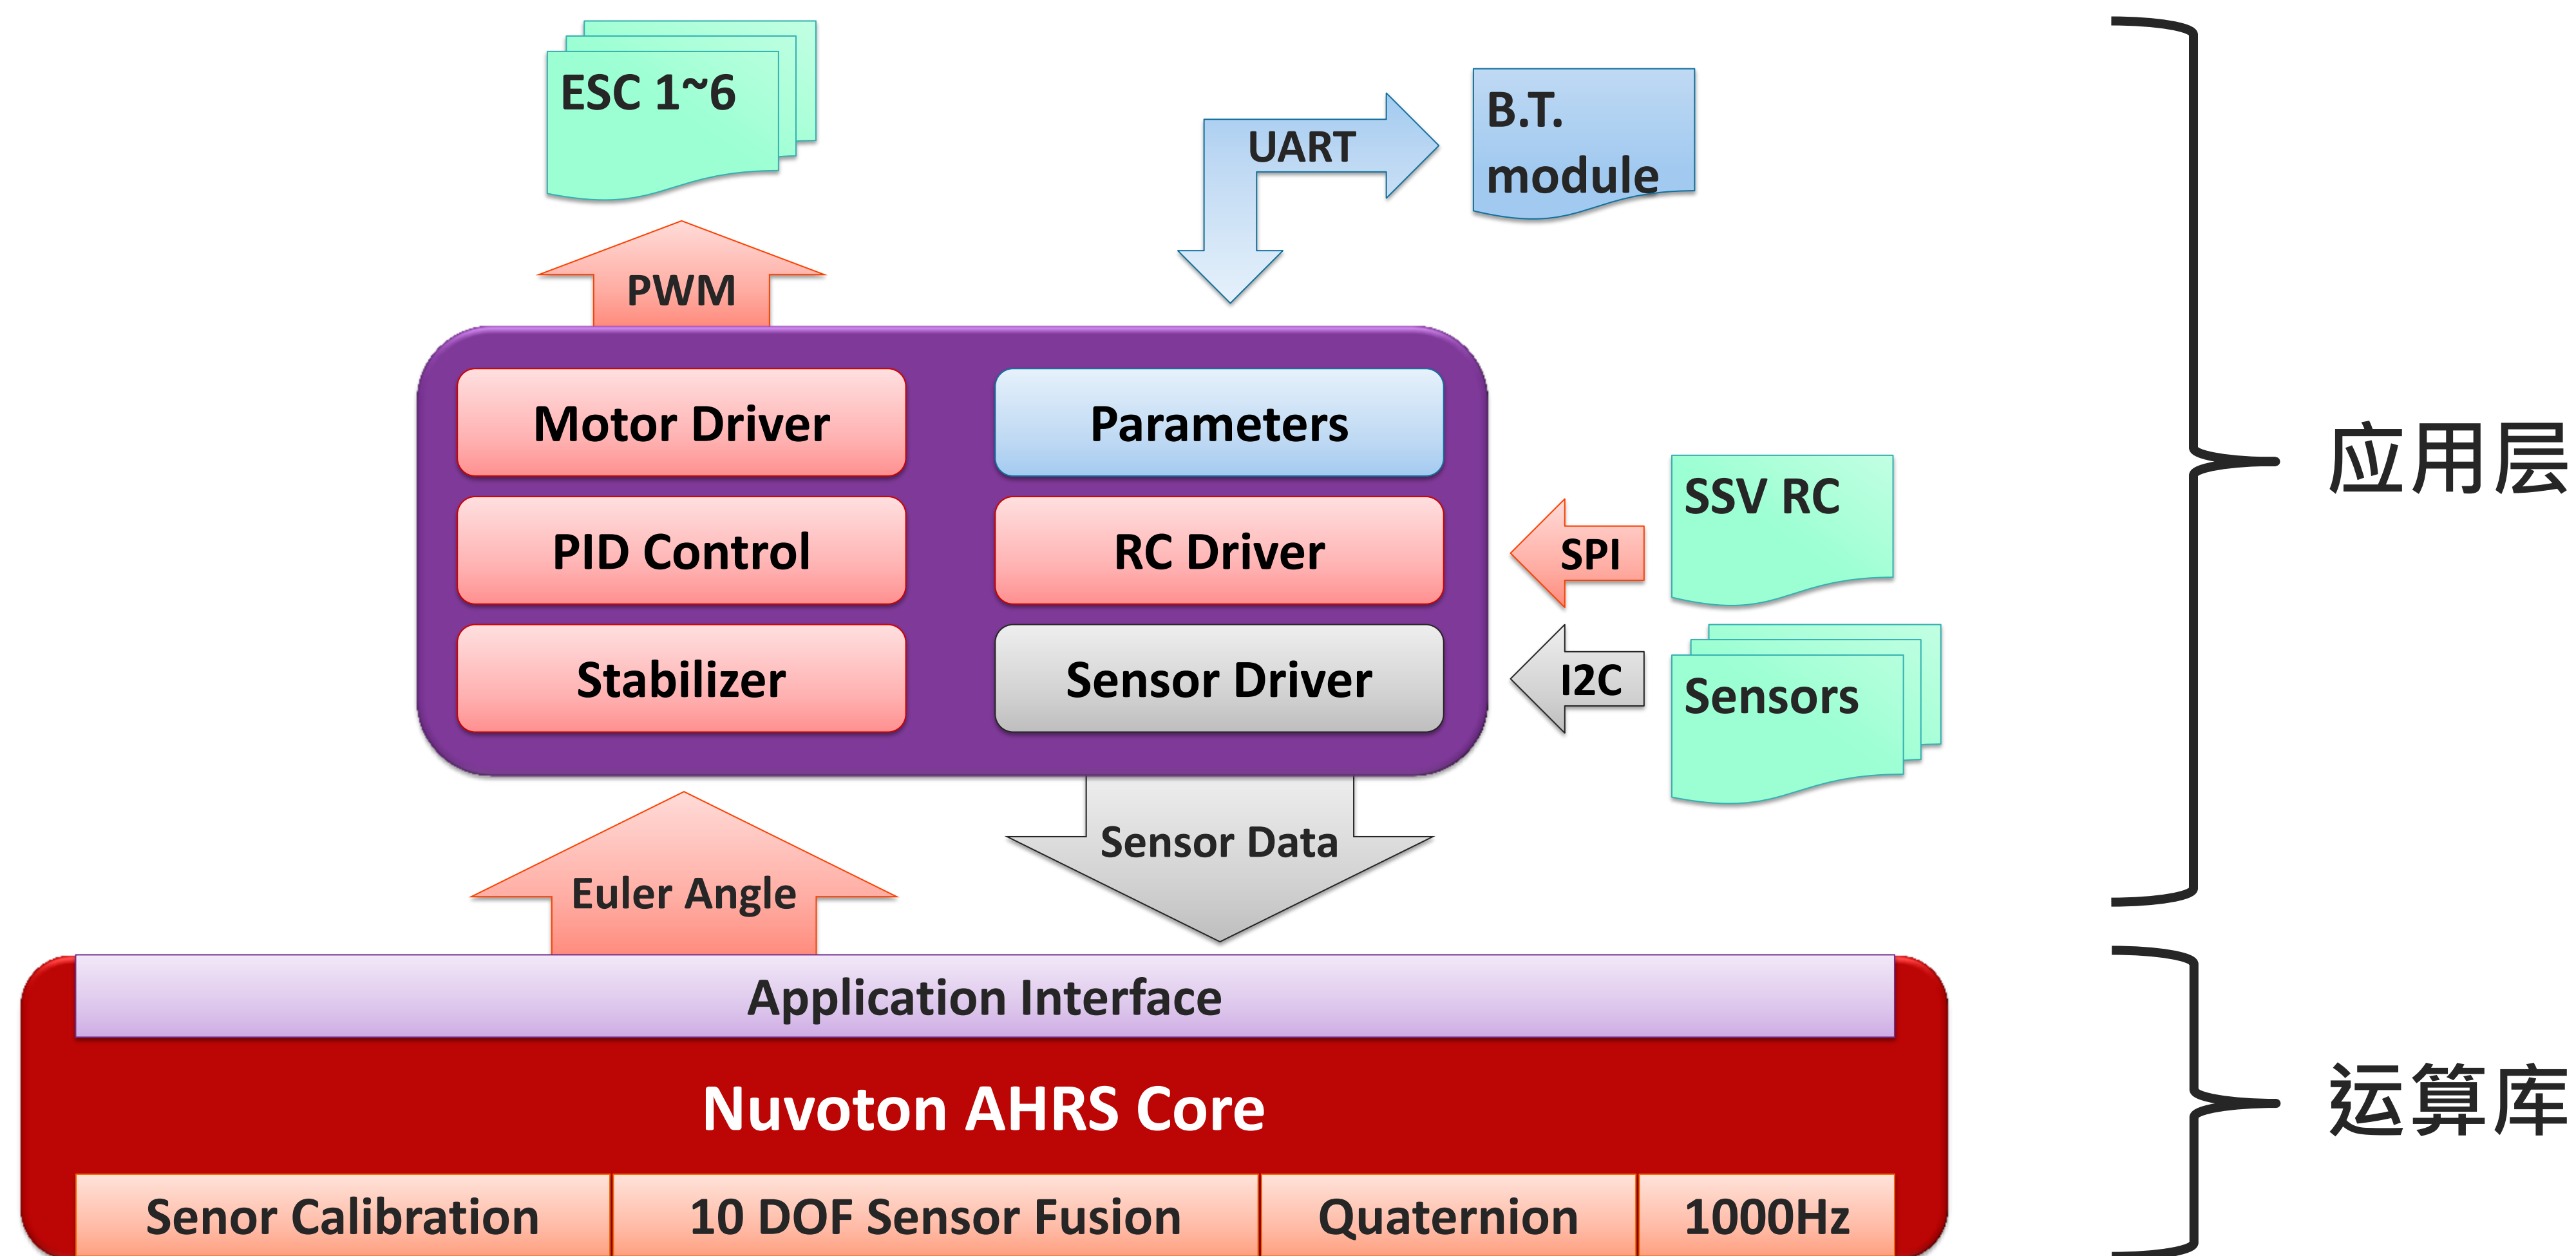 ESC 1~6
UART
B.T.
module
PWM
Motor Driver
Parameters
PID Control
RC Driver
SPI
SSV RC
Stabilizer
Sensor Driver
I2C
Sensors
应用层
Euler Angle
Sensor Data
Application Interface
Nuvoton AHRS Core
运算库
Senor Calibration
10 DOF Sensor Fusion
Quaternion
1000Hz